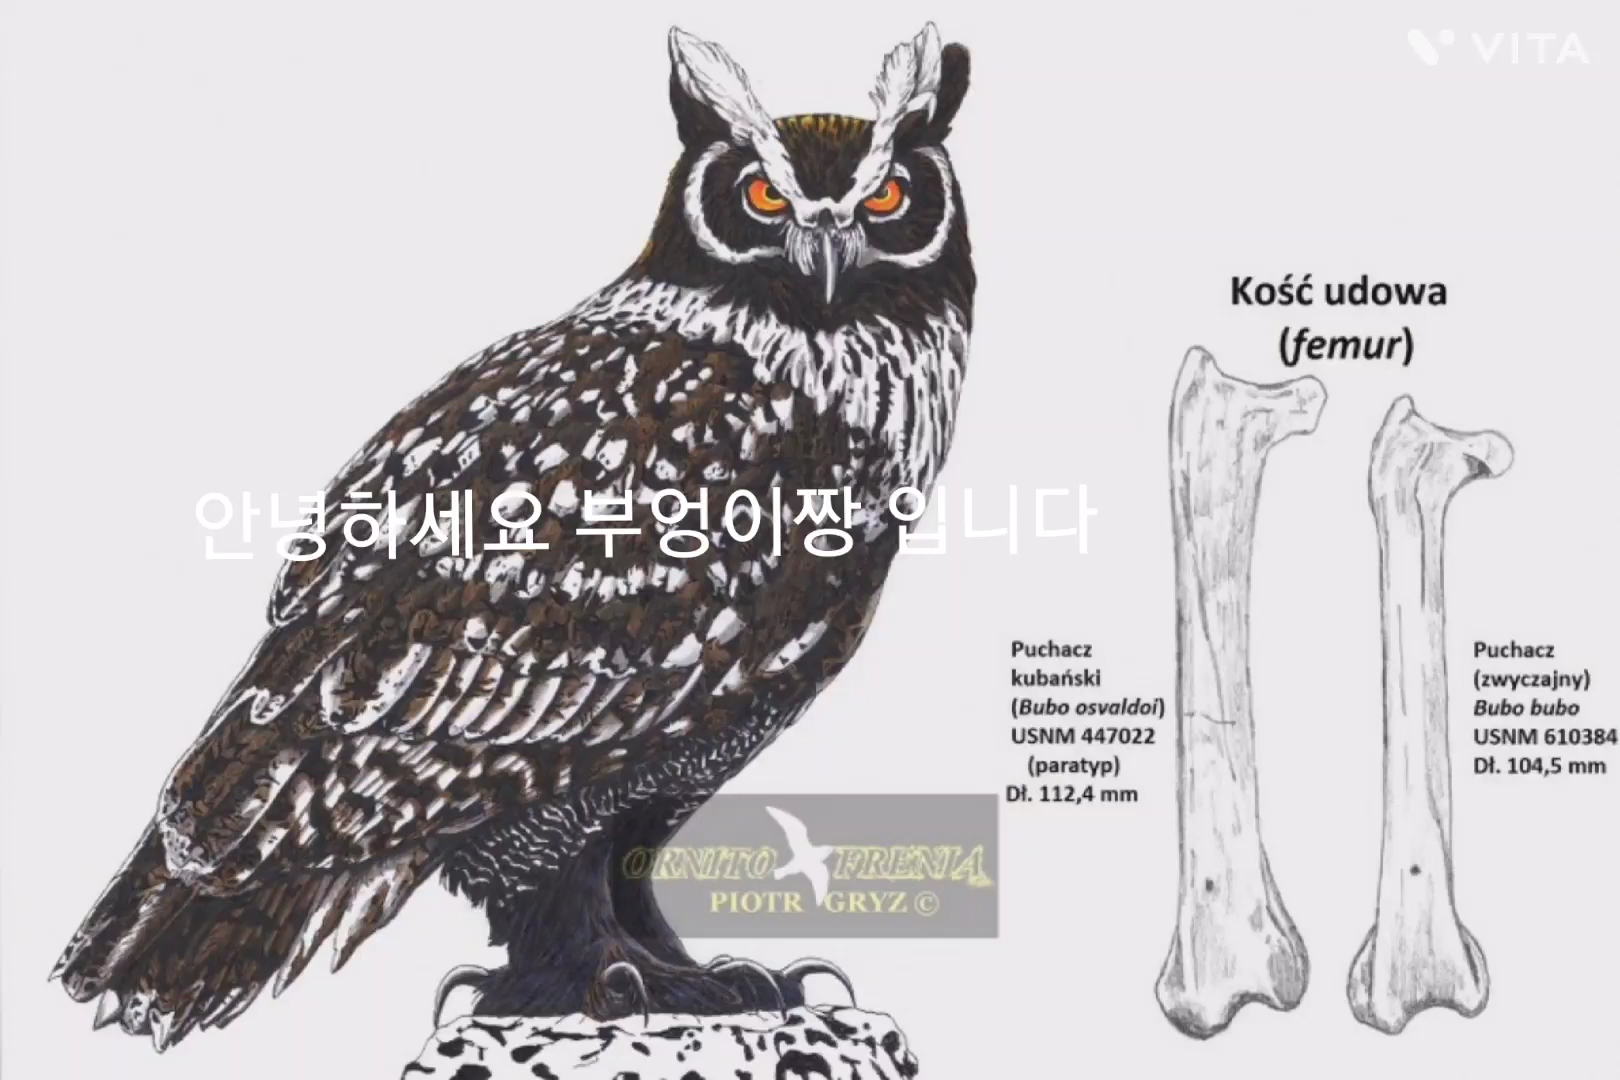 VITA
Kość udowa
(femur)
안녕하세요 부엉이짱 입니다
Puchacz
kubański
(Bubo osvaldoi)
USNM 447022
(paratyp)
Dł. 112,4 mm
Puchacz
(zwyczajny)
Bubo bubo
USNM 610384
Dł. 104,5 mm
ORNITO FRENIA
PIOTR GRYZ ©